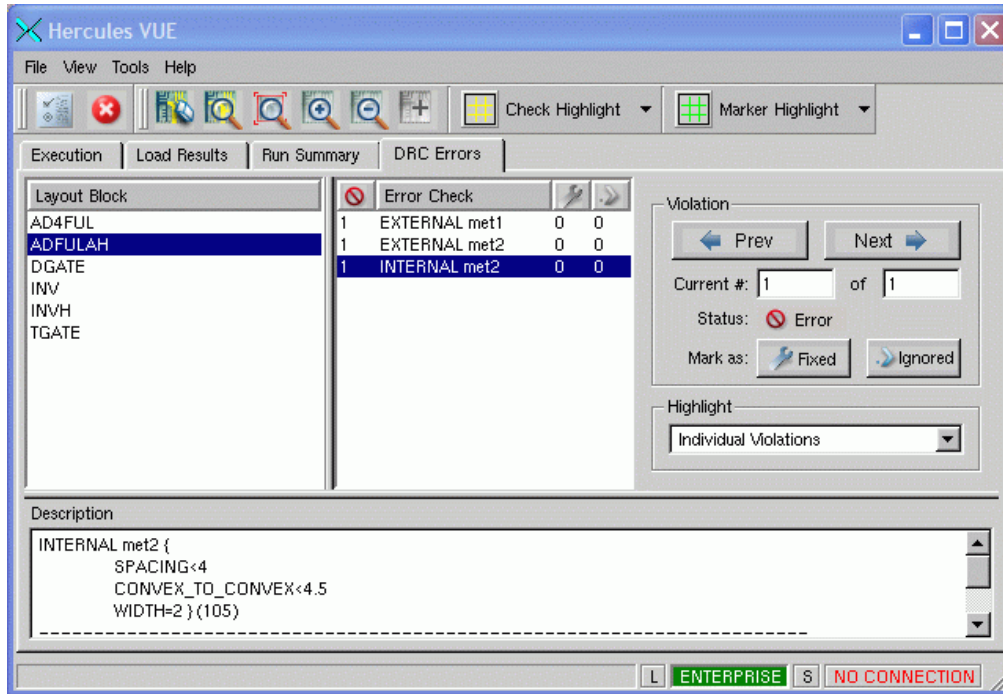 Hercules VUE
File View Tools Help
Check Highlight Marker Highlight
Execution Load Results Run Summary DRC Errors
Layout Block
AD4FUL
ADFULAH
DGATE
INV
INVH
TGATE
Error Check
1 EXTERNAL met1 0 0
1 EXTERNAL met2 0 0
1 INTERNAL met2 0 0
Violation
Prev Next
Current #: 1 of 1
Status: Error
Mark as: Fixed Ignored
Highlight
Individual Violations
Description
INTERNAL met2 {
SPACING<4
CONVEX_TO_CONVEX<4.5
WIDTH=2 } (105)
----------------------------------------------------------------------
L ENTERPRISE S NO CONNECTION